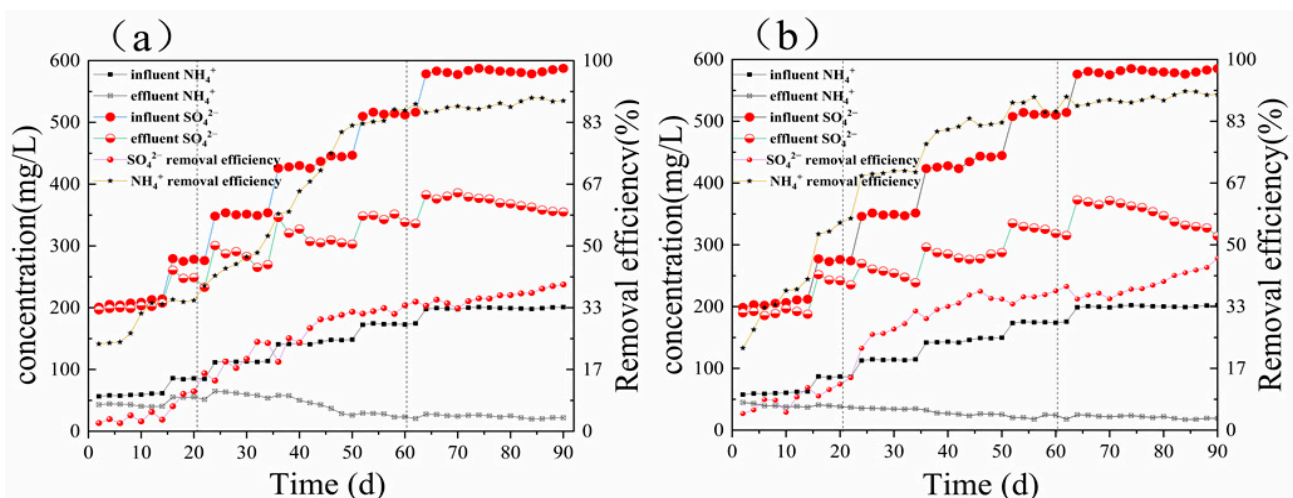 （a）
600
500
400
300
200
100
0
concentration(mg/L)
influent NH₄⁺
effluent NH₄⁺
influent SO₄²⁻
effluent SO₄²⁻
SO₄²⁻ removal efficiency
NH₄⁺ removal efficiency
100
83
67
50
33
17
0
Removal efficiency(%)
0 10 20 30 40 50 60 70 80 90
Time (d)
（b）
600
500
400
300
200
100
0
concentration(mg/L)
influent NH₄⁺
effluent NH₄⁺
influent SO₄²⁻
effluent SO₄²⁻
SO₄²⁻ removal efficiency
NH₄⁺ removal efficiency
100
83
67
50
33
17
0
Removal efficiency(%)
0 10 20 30 40 50 60 70 80 90
Time (d)